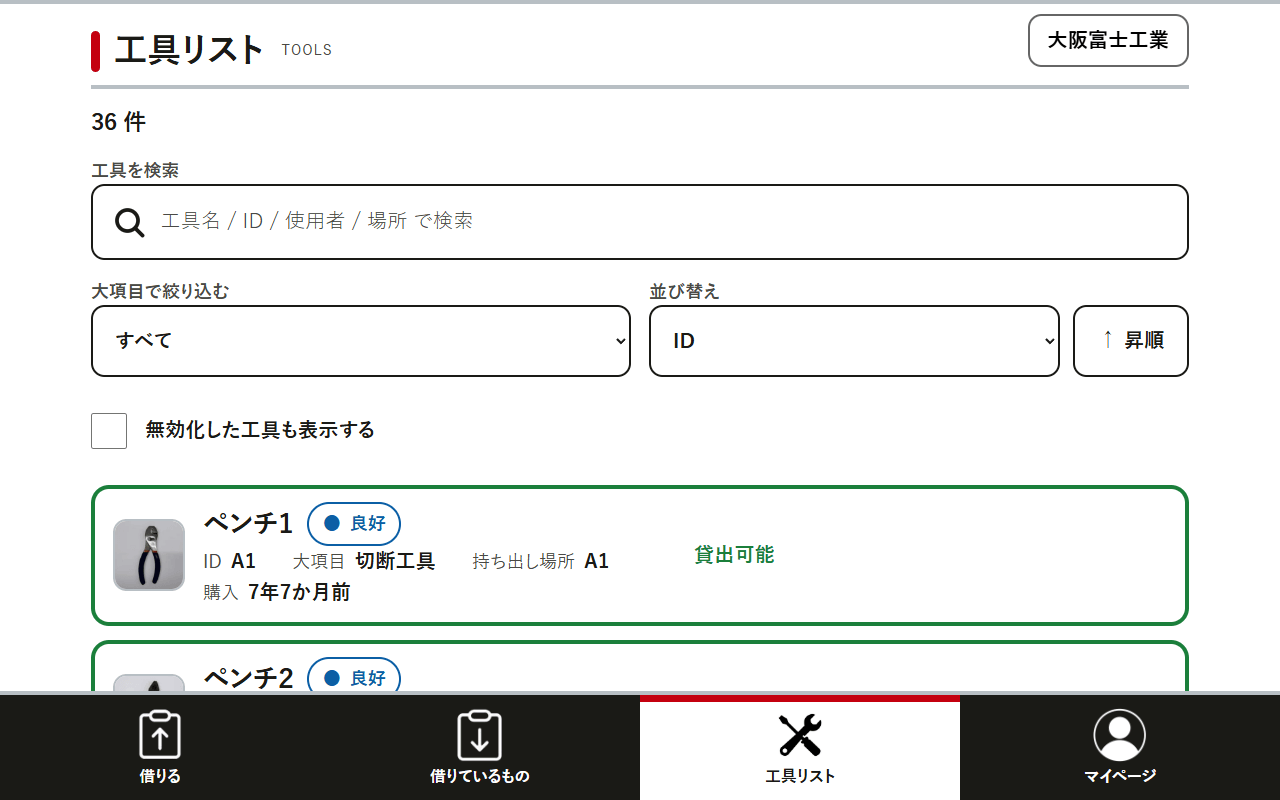 工具リスト TOOLS
大阪富士工業
36 件
工具を検索
工具名 / ID / 使用者 / 場所 で検索
大項目で絞り込む
並び替え
すべて
ID
↑ 昇順
無効化した工具も表示する
ペンチ1 良好
ID A1 大項目 切断工具 持ち出し場所 A1
購入 7年7か月前
貸出可能
ペンチ2 良好
借りる
借りているもの
工具リスト
マイページ